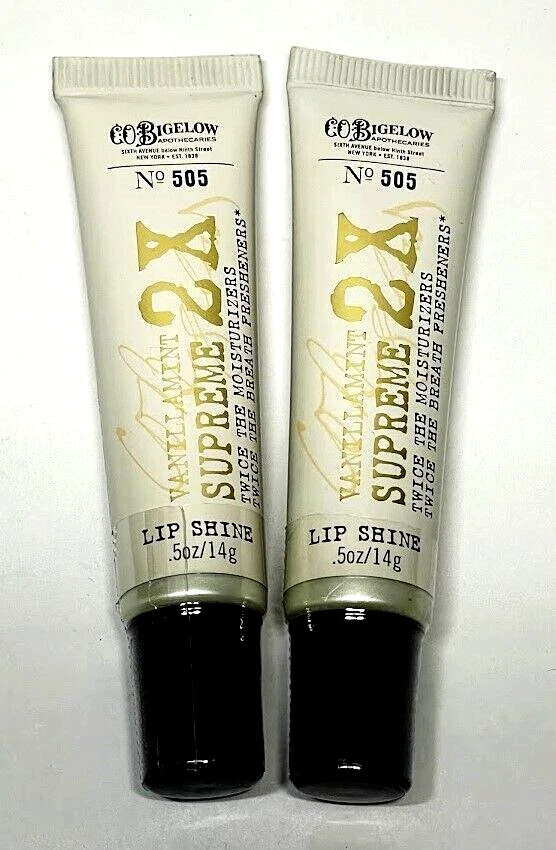 C.O. BIGELOW
APOTHECARIES
SIXTH AVENUE below Ninth Street
NEW YORK • EST. 1838
Nº 505
VANILLAMINT
SUPREME 2X
TWICE THE MOISTURIZERS
TWICE THE BREATH FRESHENERS*
LIP SHINE
.5oz/14g
C.O. BIGELOW
APOTHECARIES
SIXTH AVENUE below Ninth Street
NEW YORK • EST. 1838
Nº 505
VANILLAMINT
SUPREME 2X
TWICE THE MOISTURIZERS
TWICE THE BREATH FRESHENERS*
LIP SHINE
.5oz/14g